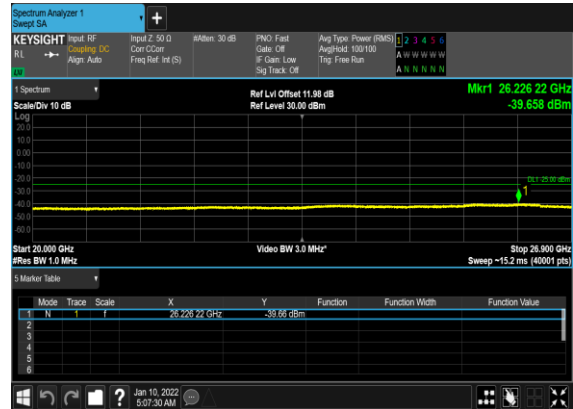 Spectrum Analyzer 1
Swept SA
+
KEYSIGHT Input: RF Input Z: 50 Ω #Atten: 30 dB PNO: Fast Avg Type: Power (RMS) 1 2 3 4 5 6
RL Coupling: DC Corr CCorr Gate: Off Avg|Hold: 100/100 A W W W W W
Align: Auto Freq Ref: Int (S) IF Gain: Low Trig: Free Run
Sig Track: Off A N N N N N
1 Spectrum Ref Lvl Offset 11.98 dB Mkr1 26.226 22 GHz
Scale/Div 10 dB Ref Level 30.00 dBm -39.658 dBm
Log
20.0
10.0
0.00
-10.0
-20.0 DL1 -25.00 dBm
-30.0 1
-40.0
-50.0
-60.0
Start 20.000 GHz Video BW 3.0 MHz* Stop 26.900 GHz
#Res BW 1.0 MHz Sweep ~15.2 ms (40001 pts)
5 Marker Table
Mode Trace Scale X Y Function Function Width Function Value
1 N 1 f 26.226 22 GHz -39.66 dBm
2
3
4
5
6
? Jan 10, 2022
5:07:30 AM